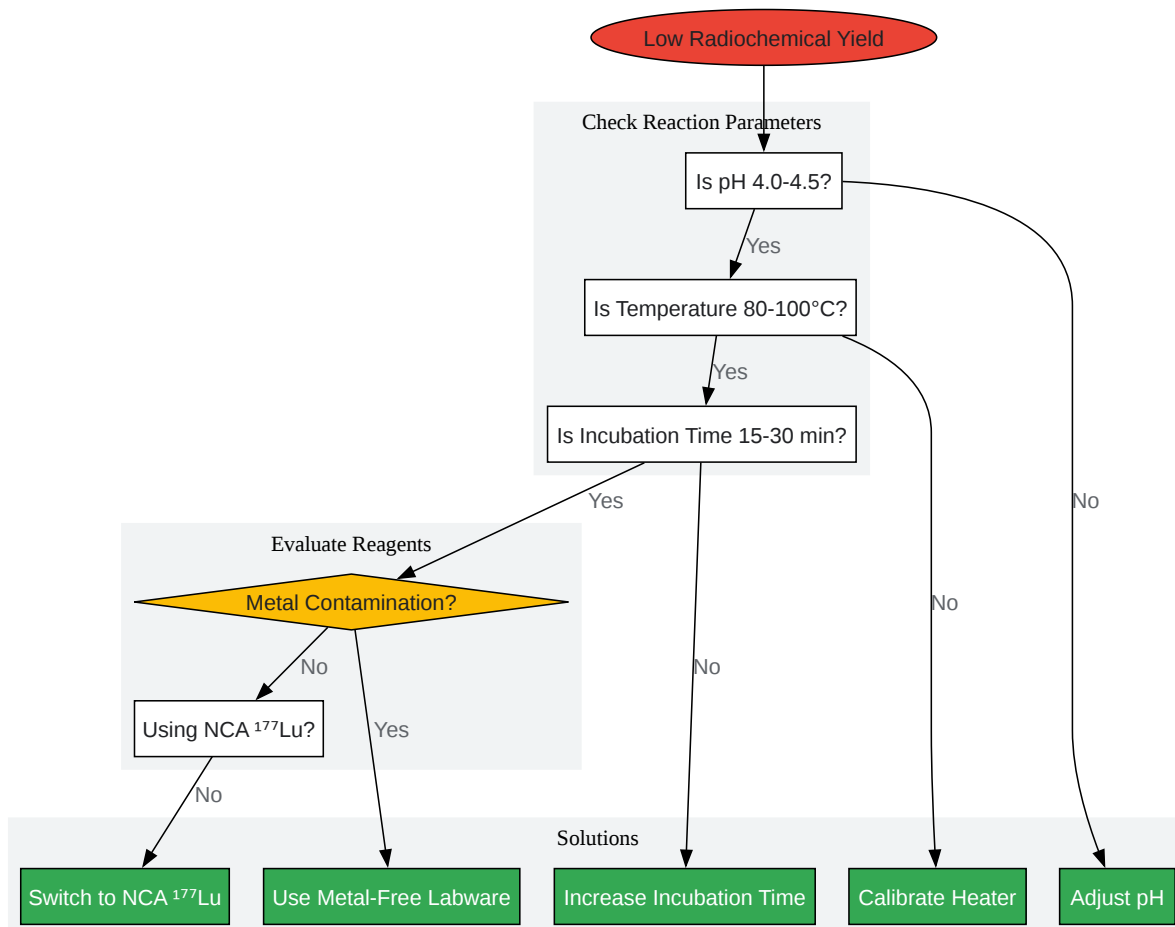 Low Radiochemical Yield
Check Reaction Parameters
Is pH 4.0-4.5?
Yes
Is Temperature 80-100°C?
Yes
Is Incubation Time 15-30 min?
Yes
No
Evaluate Reagents
Metal Contamination?
No
No
No
Yes
Using NCA ¹⁷⁷Lu?
No
Solutions
Switch to NCA ¹⁷⁷Lu
Use Metal-Free Labware
Increase Incubation Time
Calibrate Heater
Adjust pH